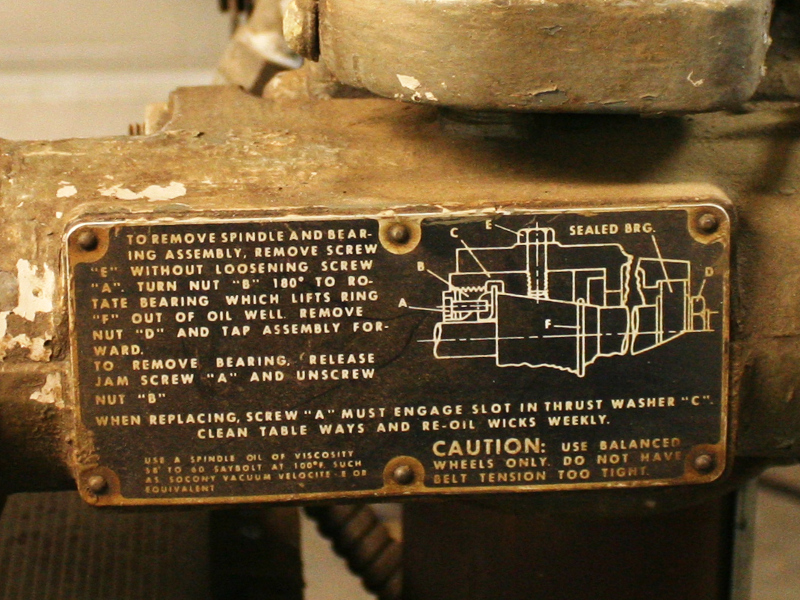 TO REMOVE SPINDLE AND BEAR-
ING ASSEMBLY, REMOVE SCREW
"E" WITHOUT LOOSENING SCREW
"A". TURN NUT "B" 180° TO RO-
TATE BEARING WHICH LIFTS RING
"F" OUT OF OIL WELL. REMOVE
NUT "D" AND TAP ASSEMBLY FOR-
WARD.
TO REMOVE BEARING, RELEASE
JAM SCREW "A" AND UNSCREW
NUT "B"
E
C
SEALED BRG.
B
D
A
F
WHEN REPLACING, SCREW "A" MUST ENGAGE SLOT IN THRUST WASHER "C".
CLEAN TABLE WAYS AND RE-OIL WICKS WEEKLY.
USE A SPINDLE OIL OF VISCOSITY
58 TO 60 SAYBOLT AT 100°F. SUCH
AS SOCONY VACUUM VELOCITE E OR
EQUIVALENT
CAUTION: USE BALANCED
WHEELS ONLY. DO NOT HAVE
BELT TENSION TOO TIGHT.